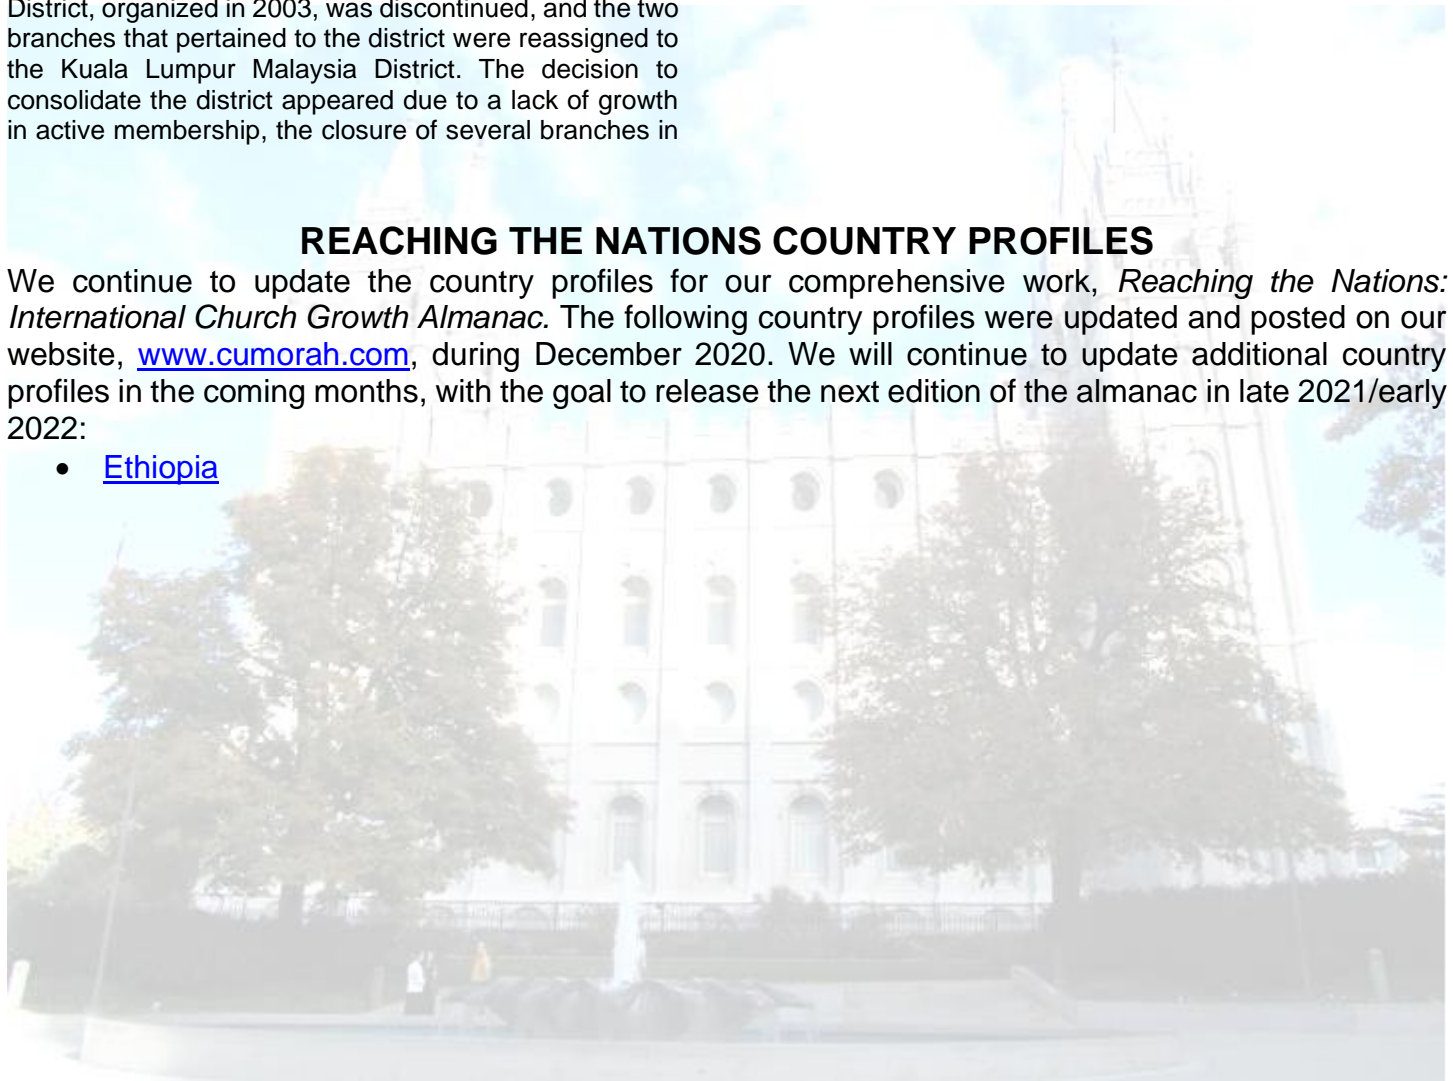 District, organized in 2003, was discontinued, and the two
branches that pertained to the district were reassigned to
the Kuala Lumpur Malaysia District. The decision to
consolidate the district appeared due to a lack of growth
in active membership, the closure of several branches in
REACHING THE NATIONS COUNTRY PROFILES
We continue to update the country profiles for our comprehensive work, Reaching the Nations:
International Church Growth Almanac. The following country profiles were updated and posted on our
website, www.cumorah.com, during December 2020. We will continue to update additional country
profiles in the coming months, with the goal to release the next edition of the almanac in late 2021/early
2022:
• Ethiopia